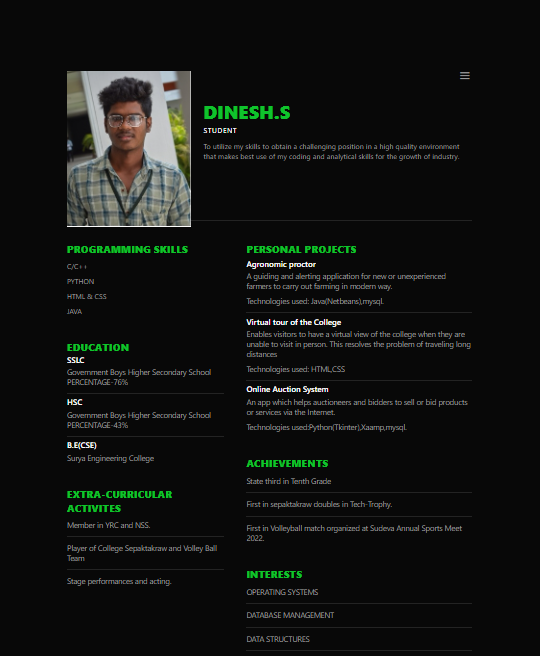 DINESH.S
STUDENT
To utilize my skills to obtain a challenging position in a high quality environment
that makes best use of my coding and analytical skills for the growth of industry.
PROGRAMMING SKILLS
C/C++
PYTHON
HTML & CSS
JAVA
EDUCATION
SSLC
Government Boys Higher Secondary School
PERCENTAGE-76%
HSC
Government Boys Higher Secondary School
PERCENTAGE-43%
B.E(CSE)
Surya Engineering College
EXTRA-CURRICULAR
ACTIVITES
Member in YRC and NSS.
Player of College Sepaktakraw and Volley Ball
Team
Stage performances and acting.
PERSONAL PROJECTS
Agronomic proctor
A guiding and alerting application for new or unexperienced
farmers to carry out farming in modern way.
Technologies used: Java(Netbeans),mysql.
Virtual tour of the College
Enables visitors to have a virtual view of the college when they are
unable to visit in person. This resolves the problem of traveling long
distances
Technologies used: HTML,CSS
Online Auction System
An app which helps auctioneers and bidders to sell or bid products
or services via the Internet.
Technologies used:Python(Tkinter),Xaamp,mysql.
ACHIEVEMENTS
State third in Tenth Grade
First in sepaktakraw doubles in Tech-Trophy.
First in Volleyball match organized at Sudeva Annual Sports Meet
2022.
INTERESTS
OPERATING SYSTEMS
DATABASE MANAGEMENT
DATA STRUCTURES